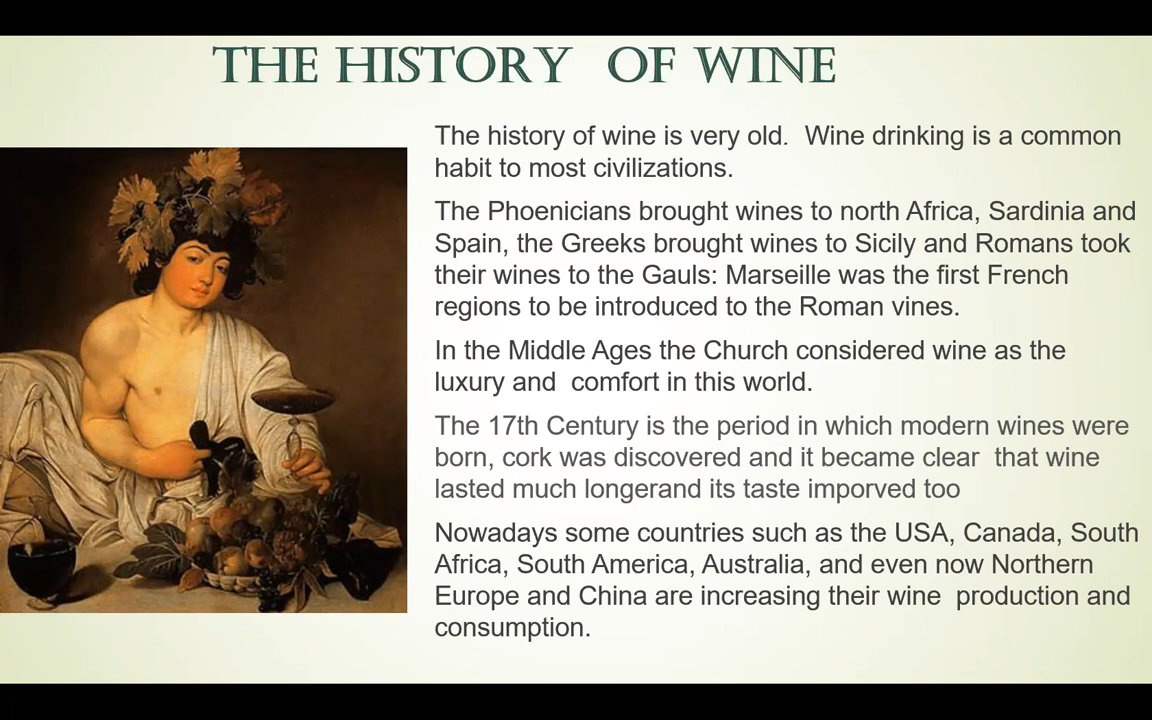 THE HISTORY OF WINE
The history of wine is very old. Wine drinking is a common
habit to most civilizations.
The Phoenicians brought wines to north Africa, Sardinia and
Spain, the Greeks brought wines to Sicily and Romans took
their wines to the Gauls: Marseille was the first French
regions to be introduced to the Roman vines.
In the Middle Ages the Church considered wine as the
luxury and comfort in this world.
The 17th Century is the period in which modern wines were
born, cork was discovered and it became clear that wine
lasted much longerand its taste imporved too
Nowadays some countries such as the USA, Canada, South
Africa, South America, Australia, and even now Northern
Europe and China are increasing their wine production and
consumption.